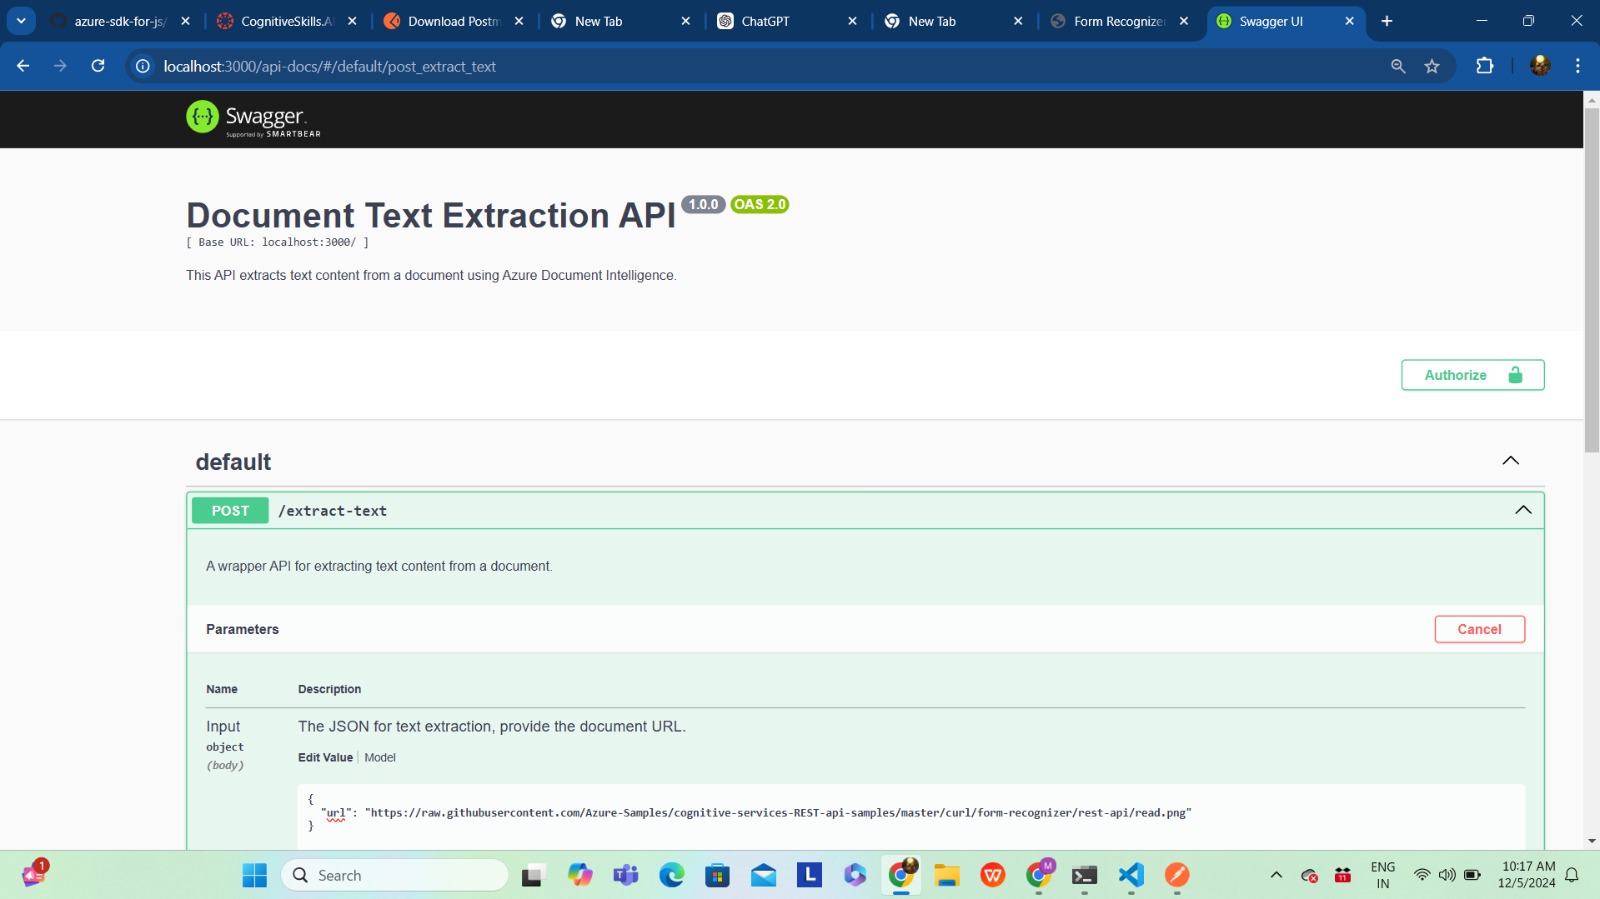 azure-sdk-for-js/
CognitiveSkills.A
Download Postm
New Tab
ChatGPT
New Tab
Form Recognizer
Swagger UI
localhost:3000/api-docs/#/default/post_extract_text
Swagger.
Supported by SMARTBEAR
Document Text Extraction API 1.0.0 OAS 2.0
[ Base URL: localhost:3000/ ]
This API extracts text content from a document using Azure Document Intelligence.
Authorize
default
POST /extract-text
A wrapper API for extracting text content from a document.
Parameters
Cancel
Name Description
Input The JSON for text extraction, provide the document URL.
object
(body)
Edit Value Model
{
"url": "https://raw.githubusercontent.com/Azure-Samples/cognitive-services-REST-api-samples/master/curl/form-recognizer/rest-api/read.png"
}
1
Search
L
W
M
11
ENG
IN
10:17 AM
12/5/2024